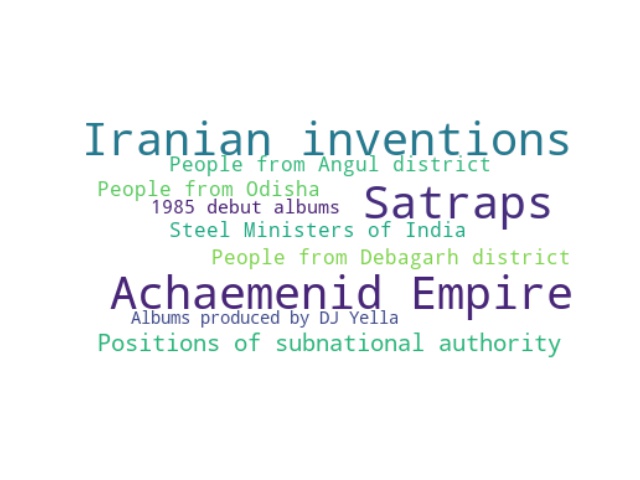 Iranian inventions
People from Angul district
People from Odisha
Satraps
1985 debut albums
Steel Ministers of India
People from Debagarh district
Achaemenid Empire
Albums produced by DJ Yella
Positions of subnational authority